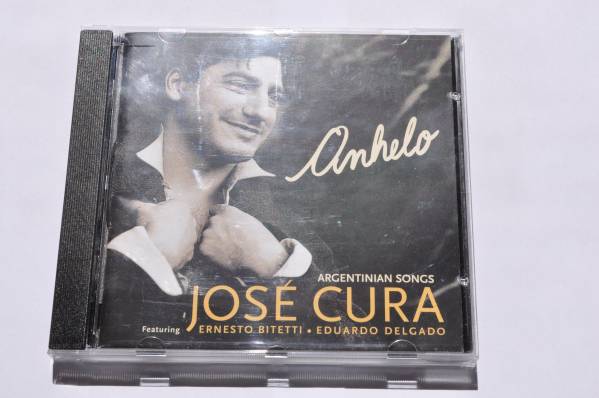 Anhelo
ARGENTINIAN SONGS
JOSÉ CURA
Featuring ERNESTO BITETTI • EDUARDO DELGADO